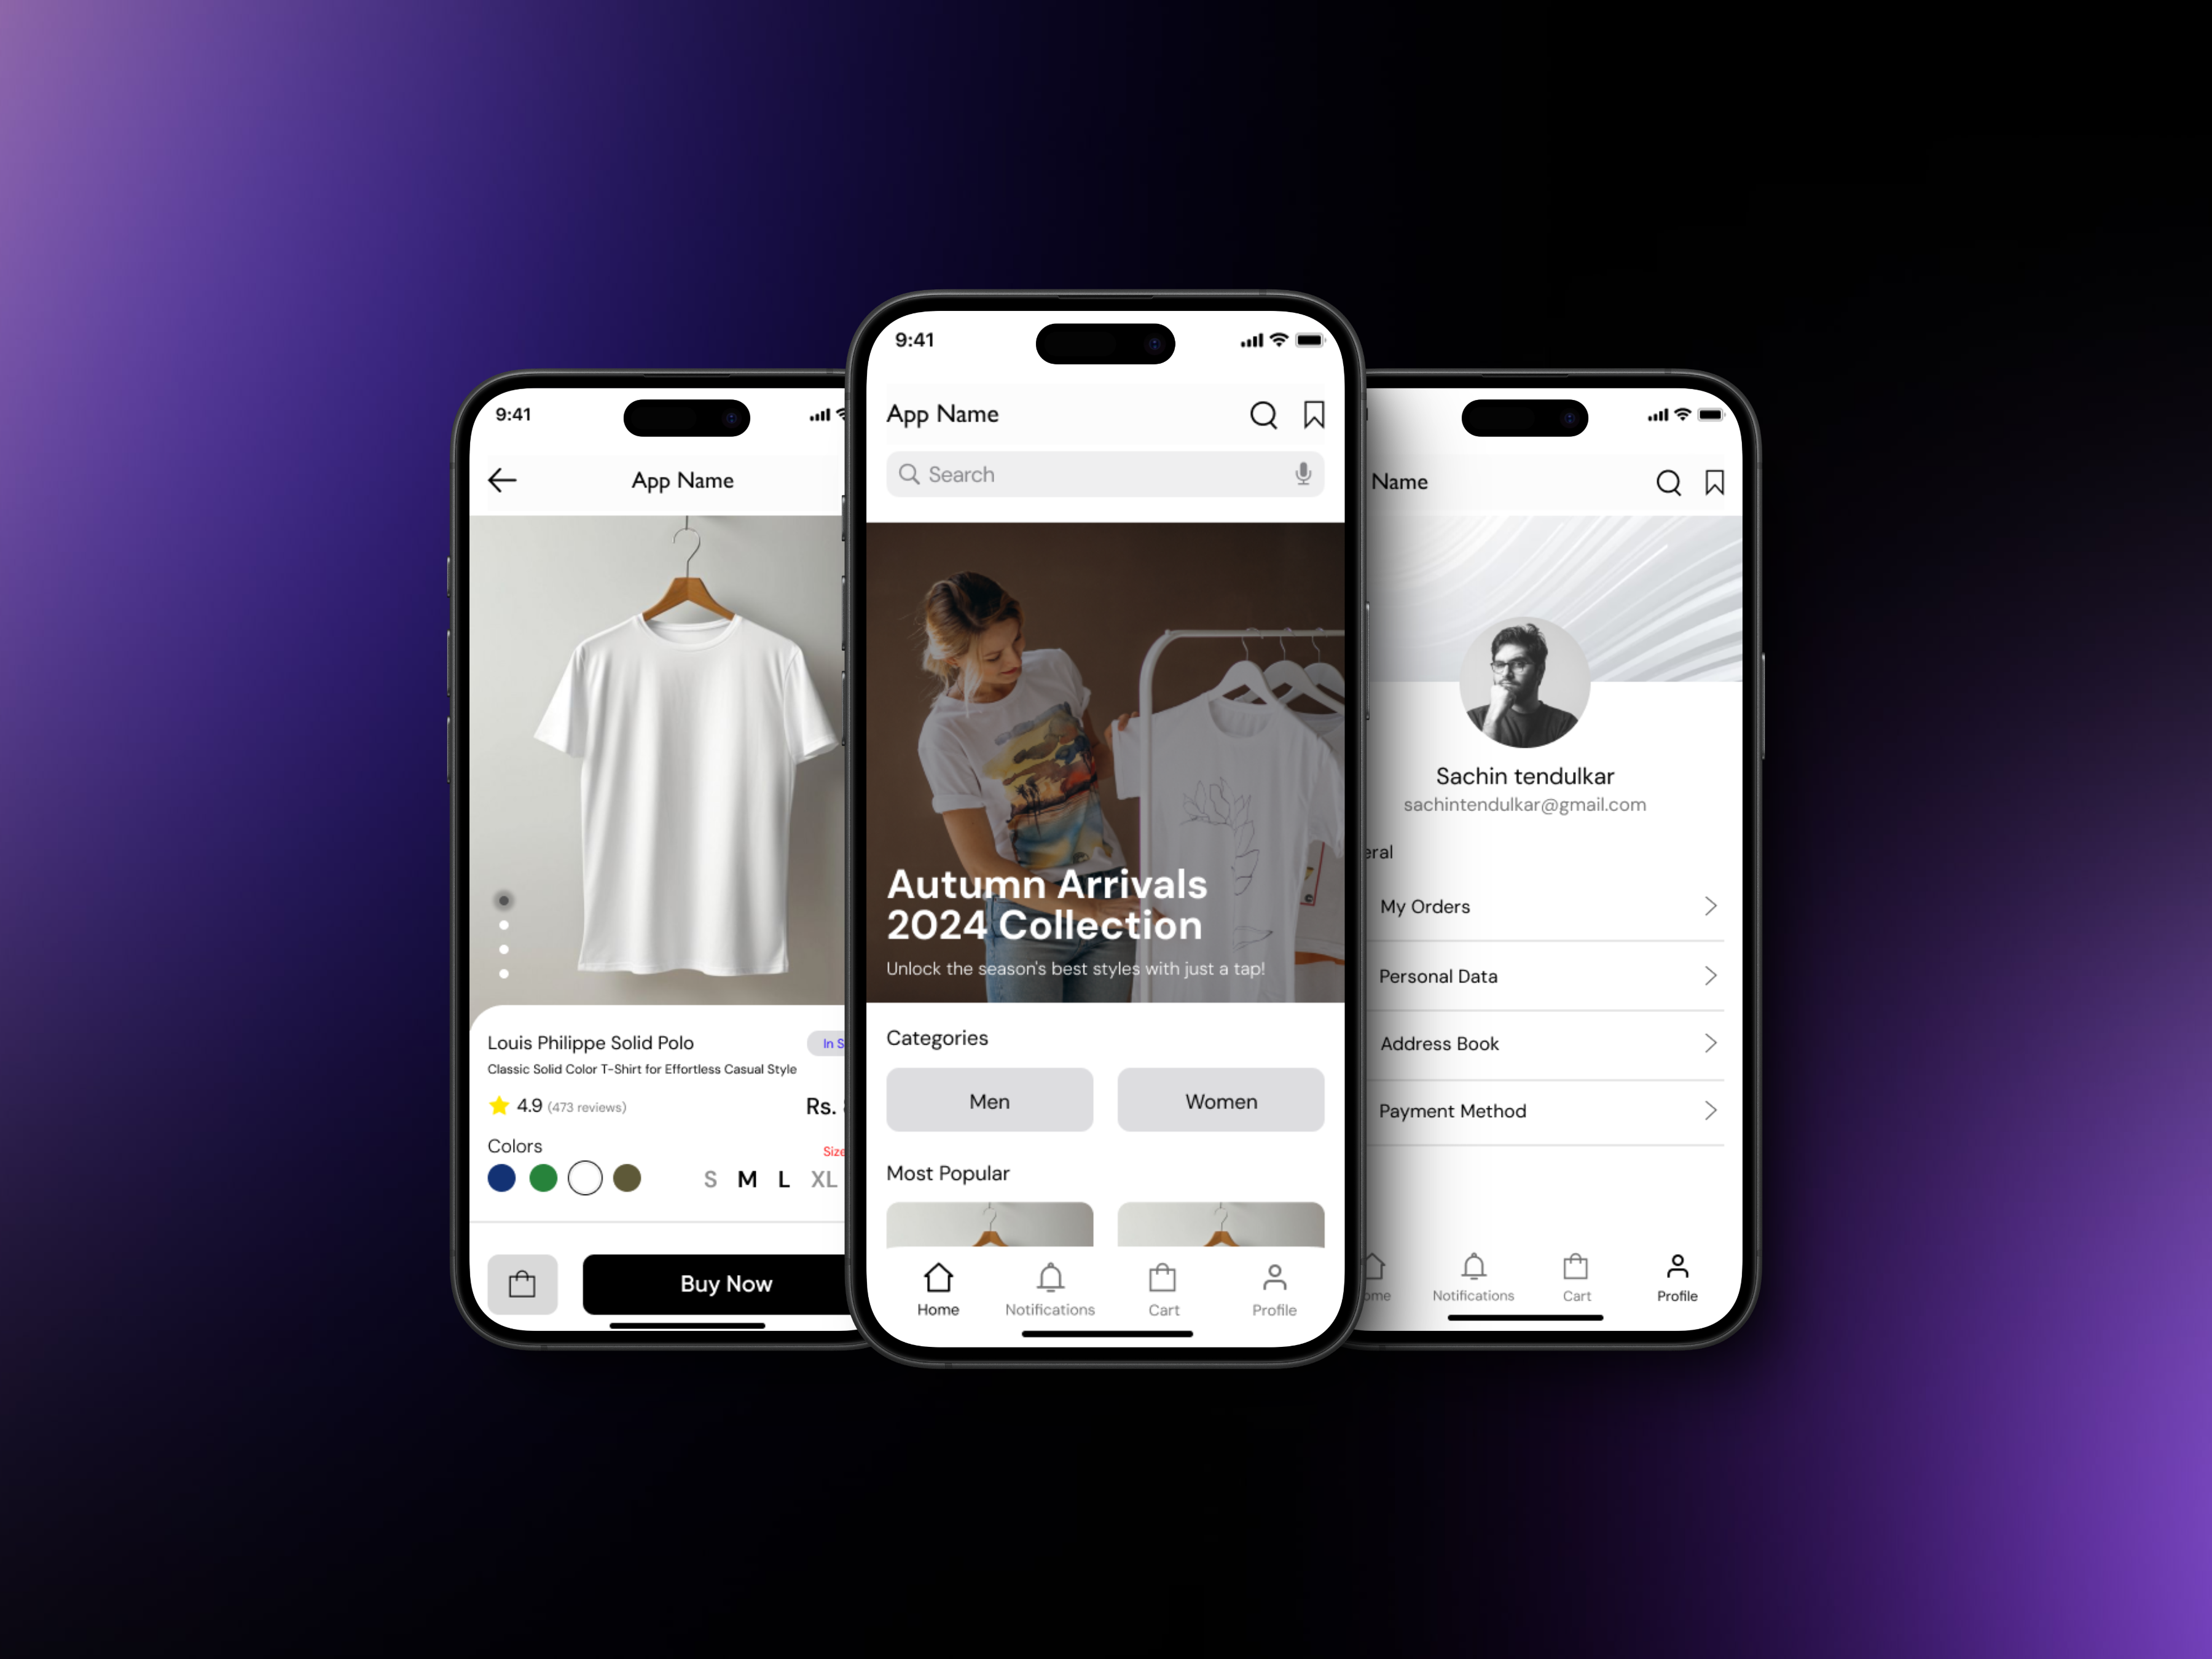 9:41
App Name
Louis Philippe Solid Polo
In
Classic Solid Color T-Shirt for Effortless Casual Style
4.9 (473 reviews)
Rs.
Colors
Size
S M L XL
Buy Now
9:41
App Name
Search
Autumn Arrivals
2024 Collection
Unlock the season's best styles with just a tap!
Categories
Men Women
Most Popular
Home Notifications Cart Profile
Name
Sachin tendulkar
sachintendulkar@gmail.com
My Orders
Personal Data
Address Book
Payment Method
Notifications Cart Profile